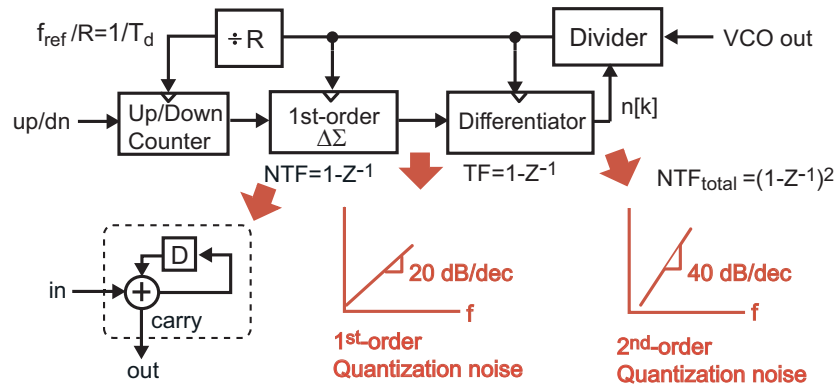 f_ref /R=1/T_d
÷R
Divider
VCO out
up/dn
Up/Down
Counter
1st-order
ΔΣ
Differentiator
n[k]
NTF=1-Z^-1
TF=1-Z^-1
NTF_total =(1-Z^-1)^2
D
in
+
carry
out
20 dB/dec
f
1st-order
Quantization noise
40 dB/dec
f
2nd-order
Quantization noise